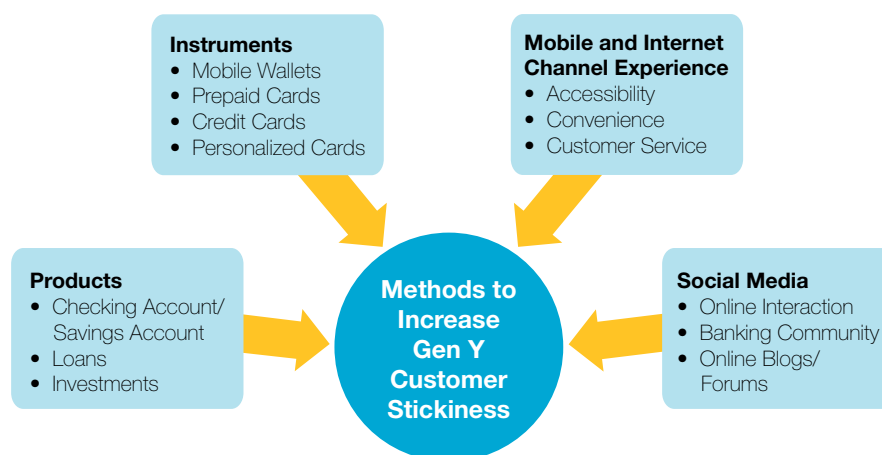 Instruments
• Mobile Wallets
• Prepaid Cards
• Credit Cards
• Personalized Cards
Mobile and Internet
Channel Experience
• Accessibility
• Convenience
• Customer Service
Products
• Checking Account/
Savings Account
• Loans
• Investments
Methods to
Increase
Gen Y
Customer
Stickiness
Social Media
• Online Interaction
• Banking Community
• Online Blogs/
Forums